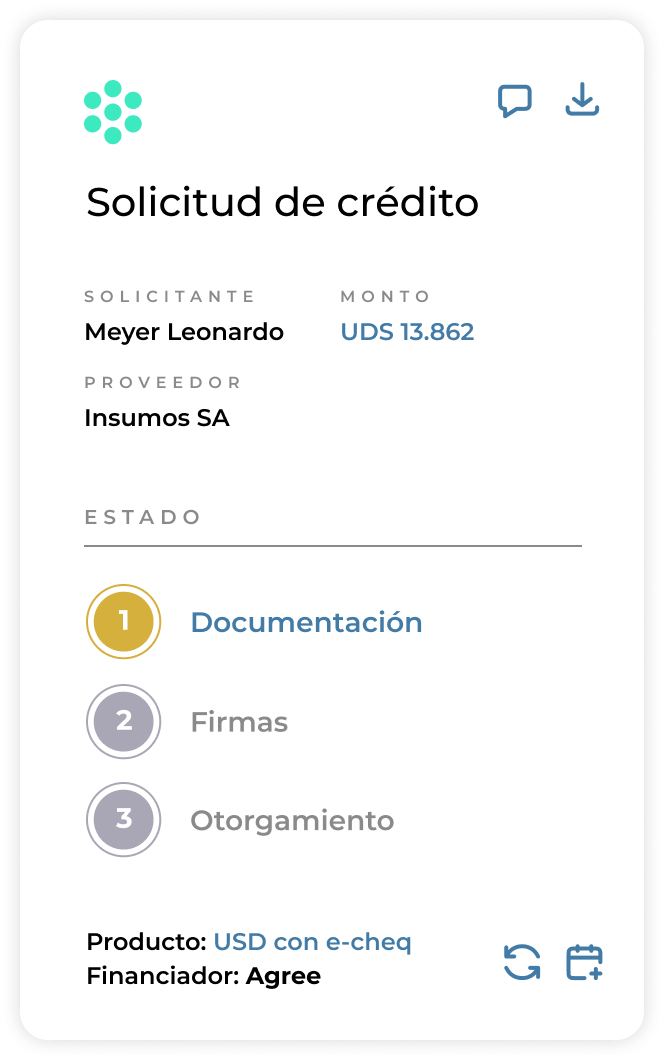 Solicitud de crédito
SOLICITANTE MONTO
Meyer Leonardo UDS 13.862
PROVEEDOR
Insumos SA
ESTADO
1 Documentación
2 Firmas
3 Otorgamiento
Producto: USD con e-cheq
Financiador: Agree